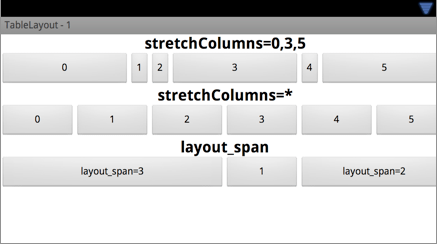 TableLayout - 1
stretchColumns=0,3,5
0 1 2 3 4 5
stretchColumns=*
0 1 2 3 4 5
layout_span
layout_span=3 1 layout_span=2